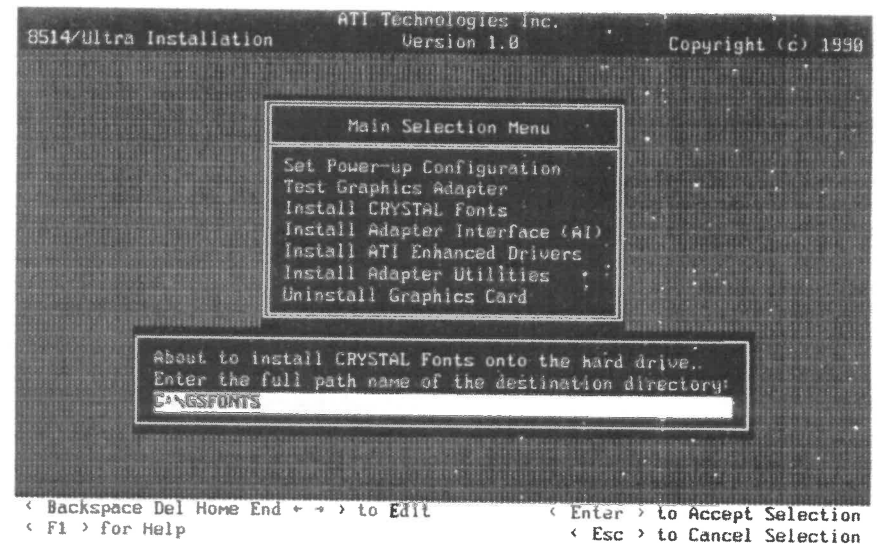 ATI Technologies Inc.
8514/Ultra Installation Version 1.0 Copyright (c) 1990
Main Selection Menu
Set Power-up Configuration
Test Graphics Adapter
Install CRYSTAL Fonts
Install Adapter Interface (AI)
Install ATI Enhanced Drivers
Install Adapter Utilities
Uninstall Graphics Card
About to install CRYSTAL Fonts onto the hard drive.
Enter the full path name of the destination directory:
C:\GSFONTS
< Backspace Del Home End ← → > to Edit < Enter > to Accept Selection
< F1 > for Help < Esc > to Cancel Selection